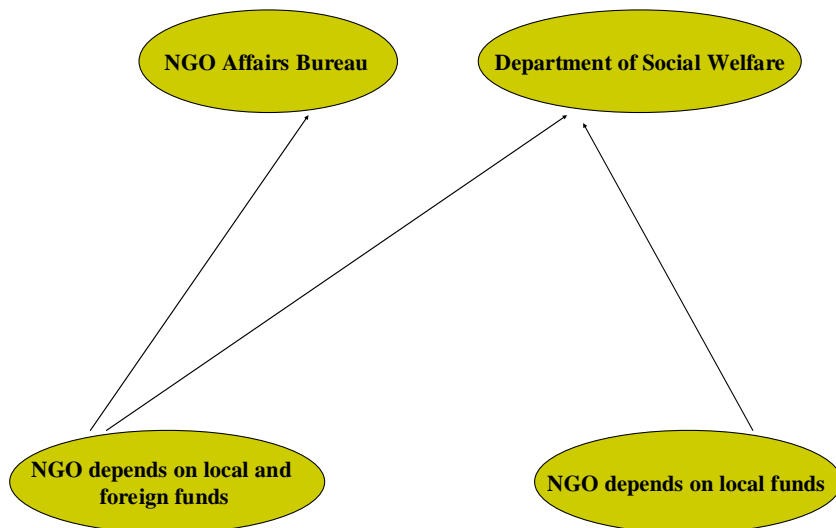 NGO Affairs Bureau
Department of Social Welfare
NGO depends on local and
foreign funds
NGO depends on local funds